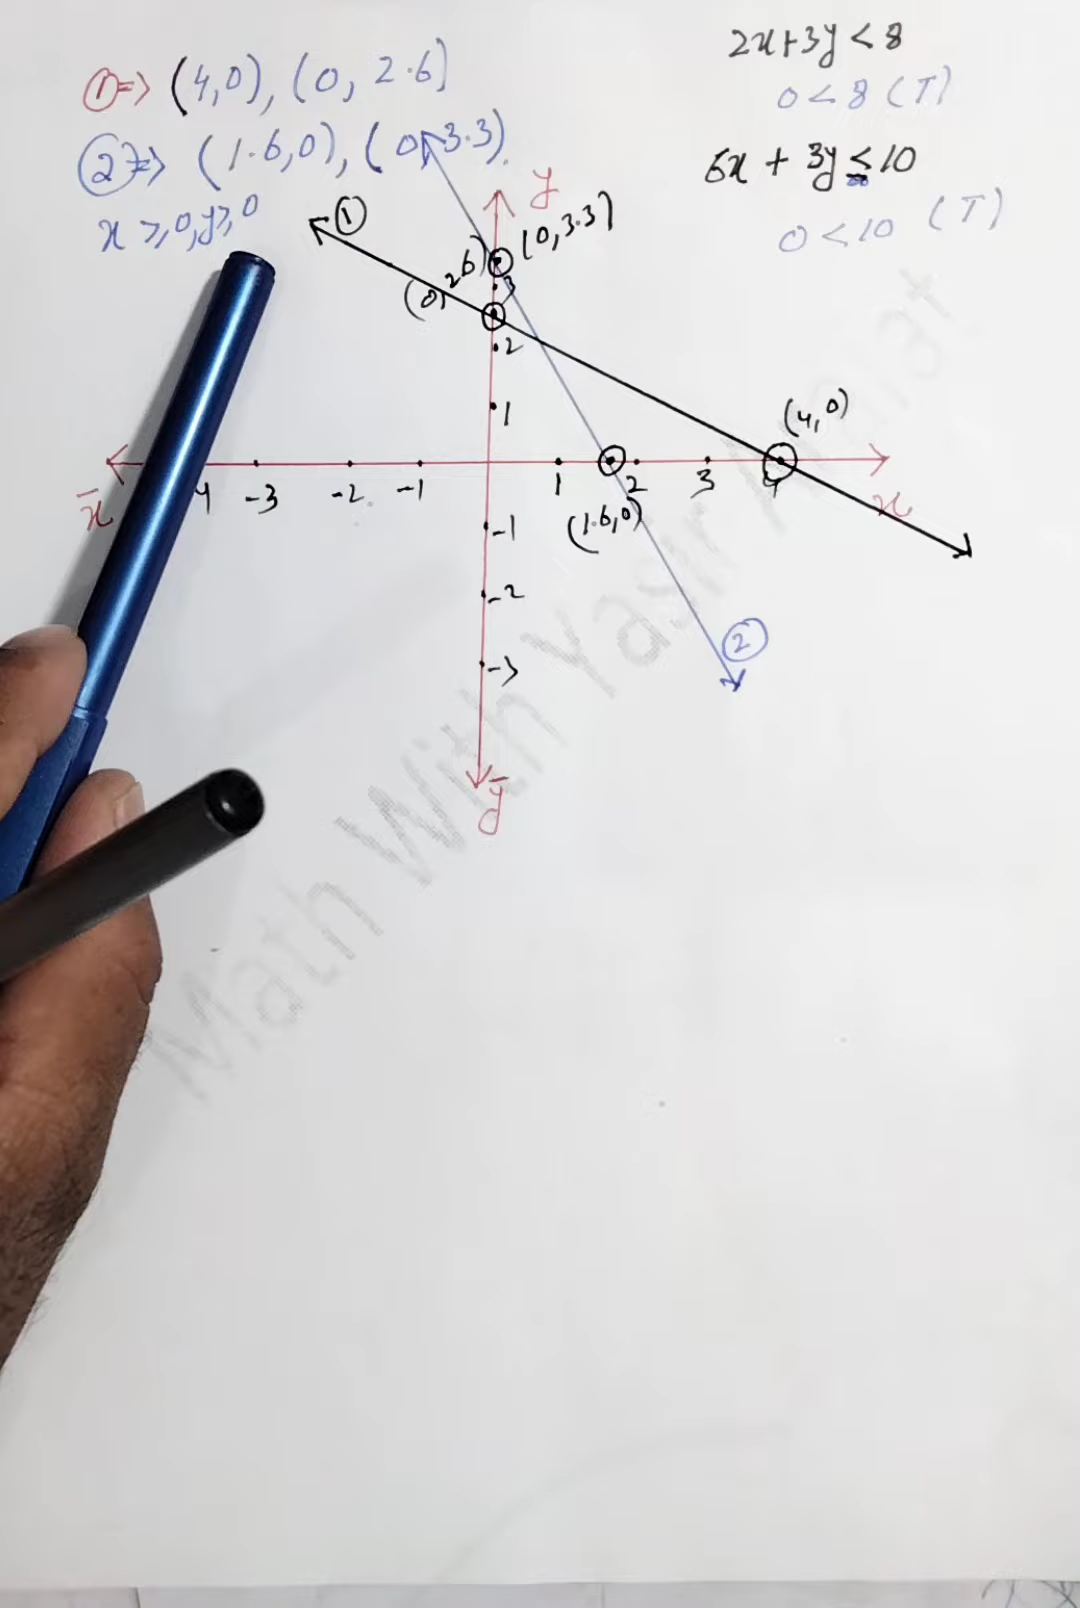 ①=> (4,0), (0, 2.6)
②=> (1.6,0), (0, 3.3).
x ≥, 0, y ≥, 0
2x+3y < 8
0 < 8 (T)
6x + 3y ≤ 10
0 < 10 (T)
①
y
(0, 3.3)
(0, 2.6)
3
2
1
(4, 0)
x̄
4 -3 -2 -1 1 2 3 4
x
(1.6, 0)
-1
-2
-3
②
ȳ
Math With Yasir Amat